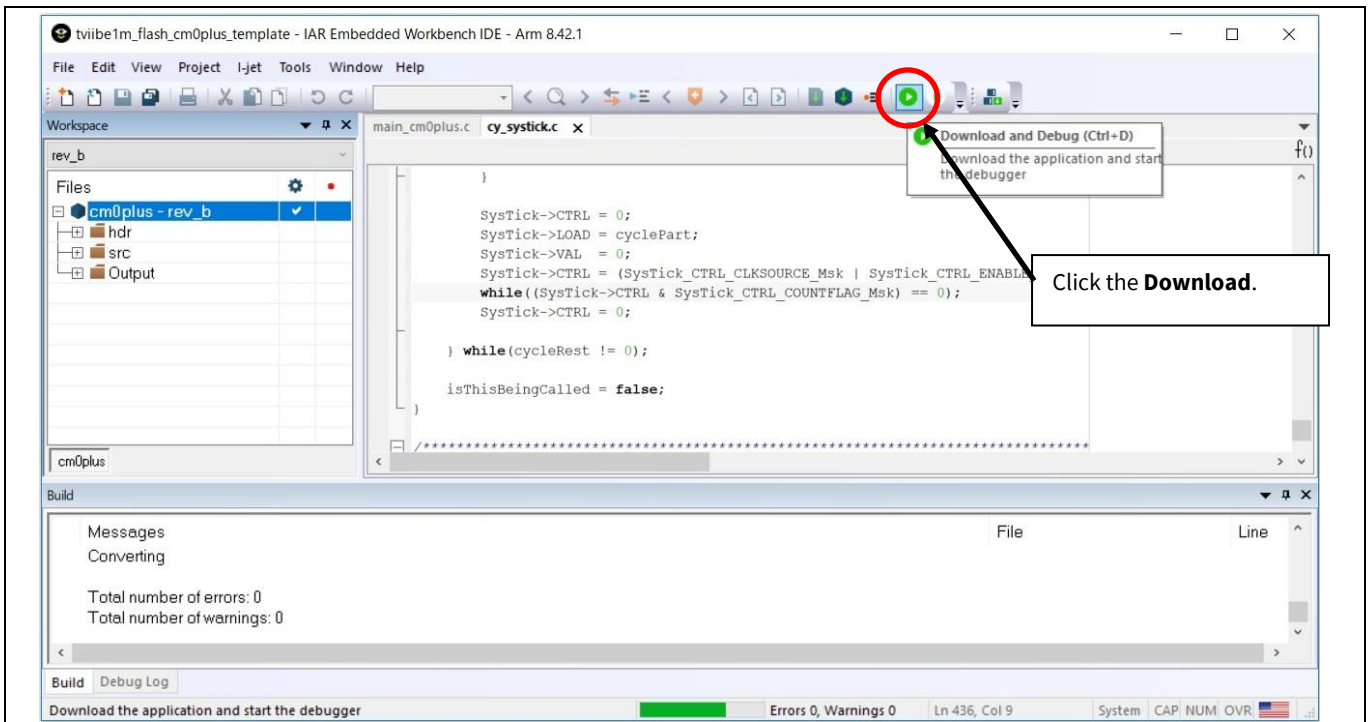 tviibe1m_flash_cm0plus_template - IAR Embedded Workbench IDE - Arm 8.42.1
File Edit View Project I-jet Tools Window Help
Workspace
main_cm0plus.c cy_systick.c
rev_b
Files
cm0plus - rev_b
hdr
src
Output
cm0plus
f()
}
SysTick->CTRL = 0;
SysTick->LOAD = cyclePart;
SysTick->VAL = 0;
SysTick->CTRL = (SysTick_CTRL_CLKSOURCE_Msk | SysTick_CTRL_ENABLE
while((SysTick->CTRL & SysTick_CTRL_COUNTFLAG_Msk) == 0);
SysTick->CTRL = 0;
} while(cycleRest != 0);
isThisBeingCalled = false;
}
/*****************************************************************************
Download and Debug (Ctrl+D)
Download the application and start
the debugger
Click the Download.
Build
Messages File Line
Converting
Total number of errors: 0
Total number of warnings: 0
Build Debug Log
Download the application and start the debugger Errors 0, Warnings 0 Ln 436, Col 9 System CAP NUM OVR